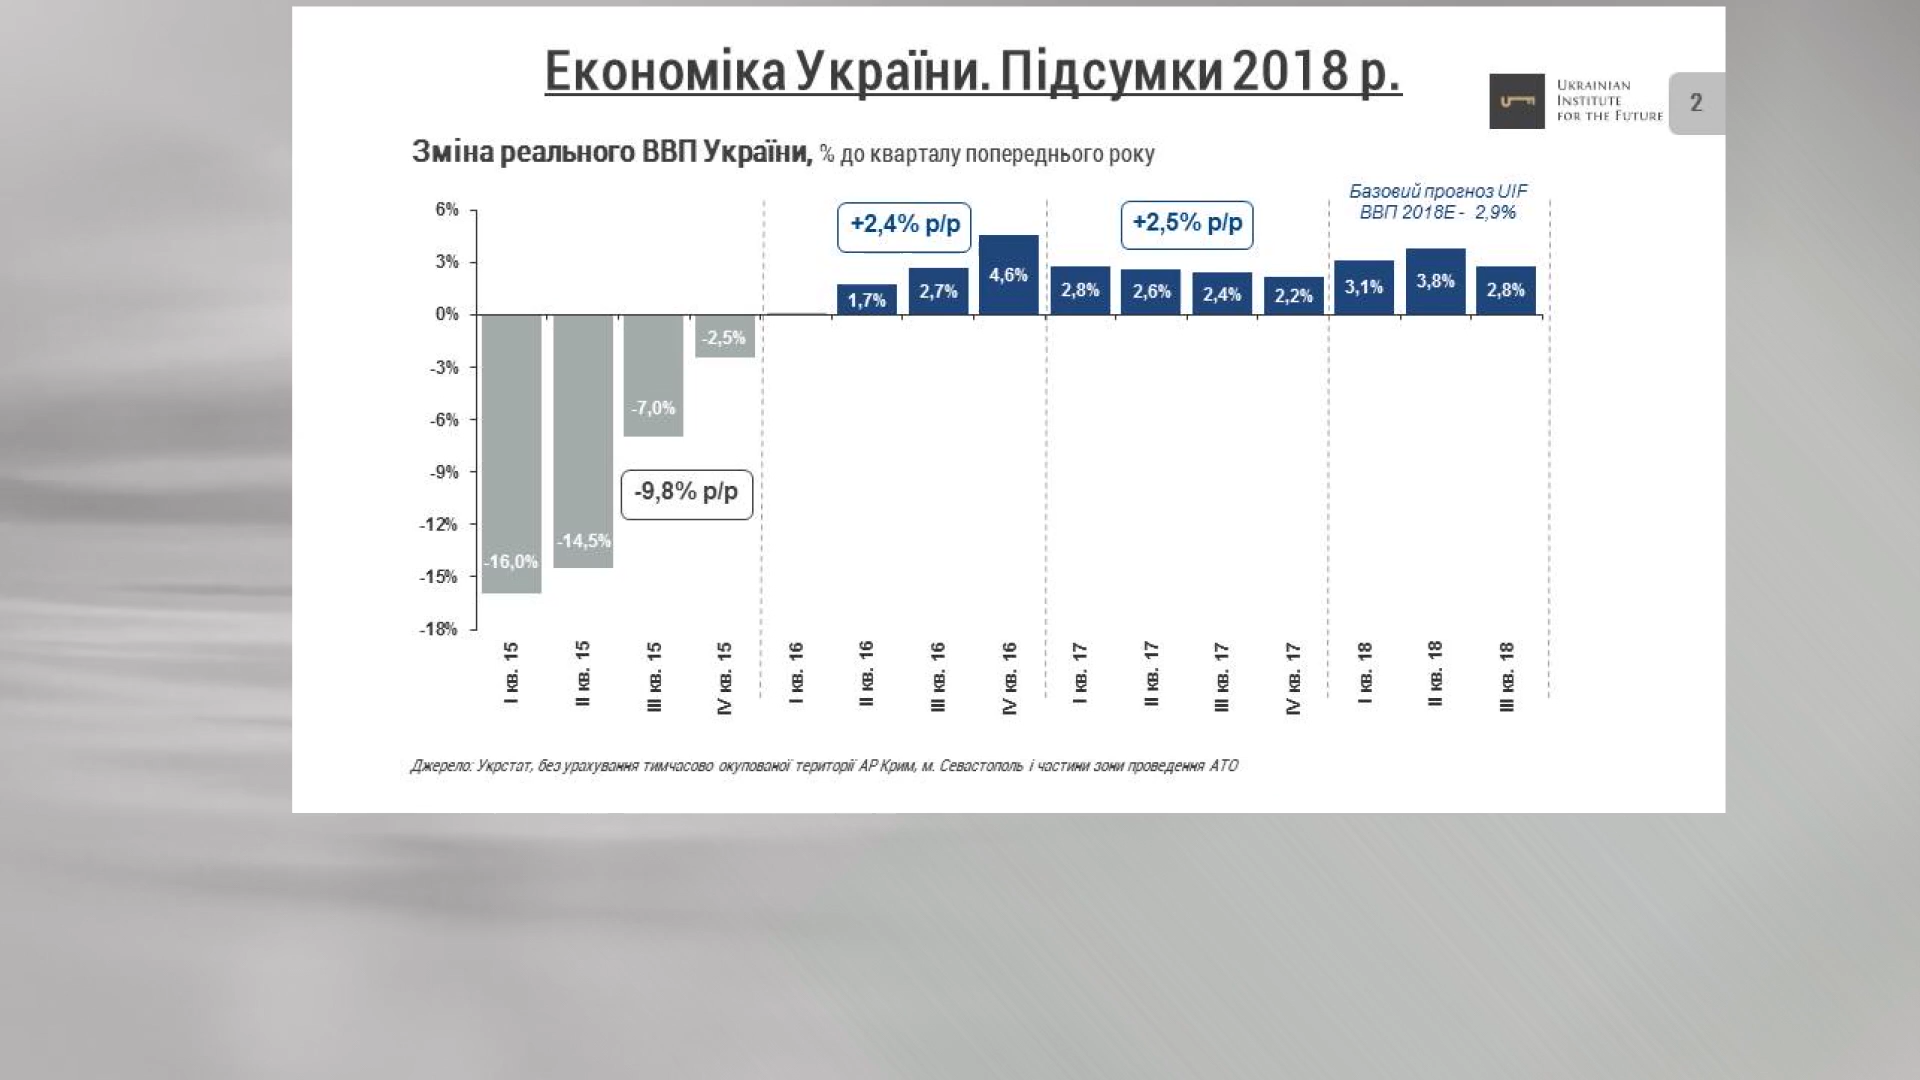 Економіка України. Підсумки 2018 р.
UKRAINIAN
INSTITUTE
FOR THE FUTURE
2
Зміна реального ВВП України, % до кварталу попереднього року
Базовий прогноз UIF
ВВП 2018E - 2,9%
+2,4% р/р
+2,5% р/р
6%
3%
0%
-3%
-6%
-9%
-12%
-15%
-18%
-16,0%
-14,5%
-7,0%
-2,5%
-9,8% р/р
1,7%
2,7%
4,6%
2,8%
2,6%
2,4%
2,2%
3,1%
3,8%
2,8%
I кв. 15
II кв. 15
III кв. 15
IV кв. 15
I кв. 16
II кв. 16
III кв. 16
IV кв. 16
I кв. 17
II кв. 17
III кв. 17
IV кв. 17
I кв. 18
II кв. 18
III кв. 18
Джерело: Укрстат, без урахування тимчасово окупованої території АР Крим, м. Севастополь і частини зони проведення АТО